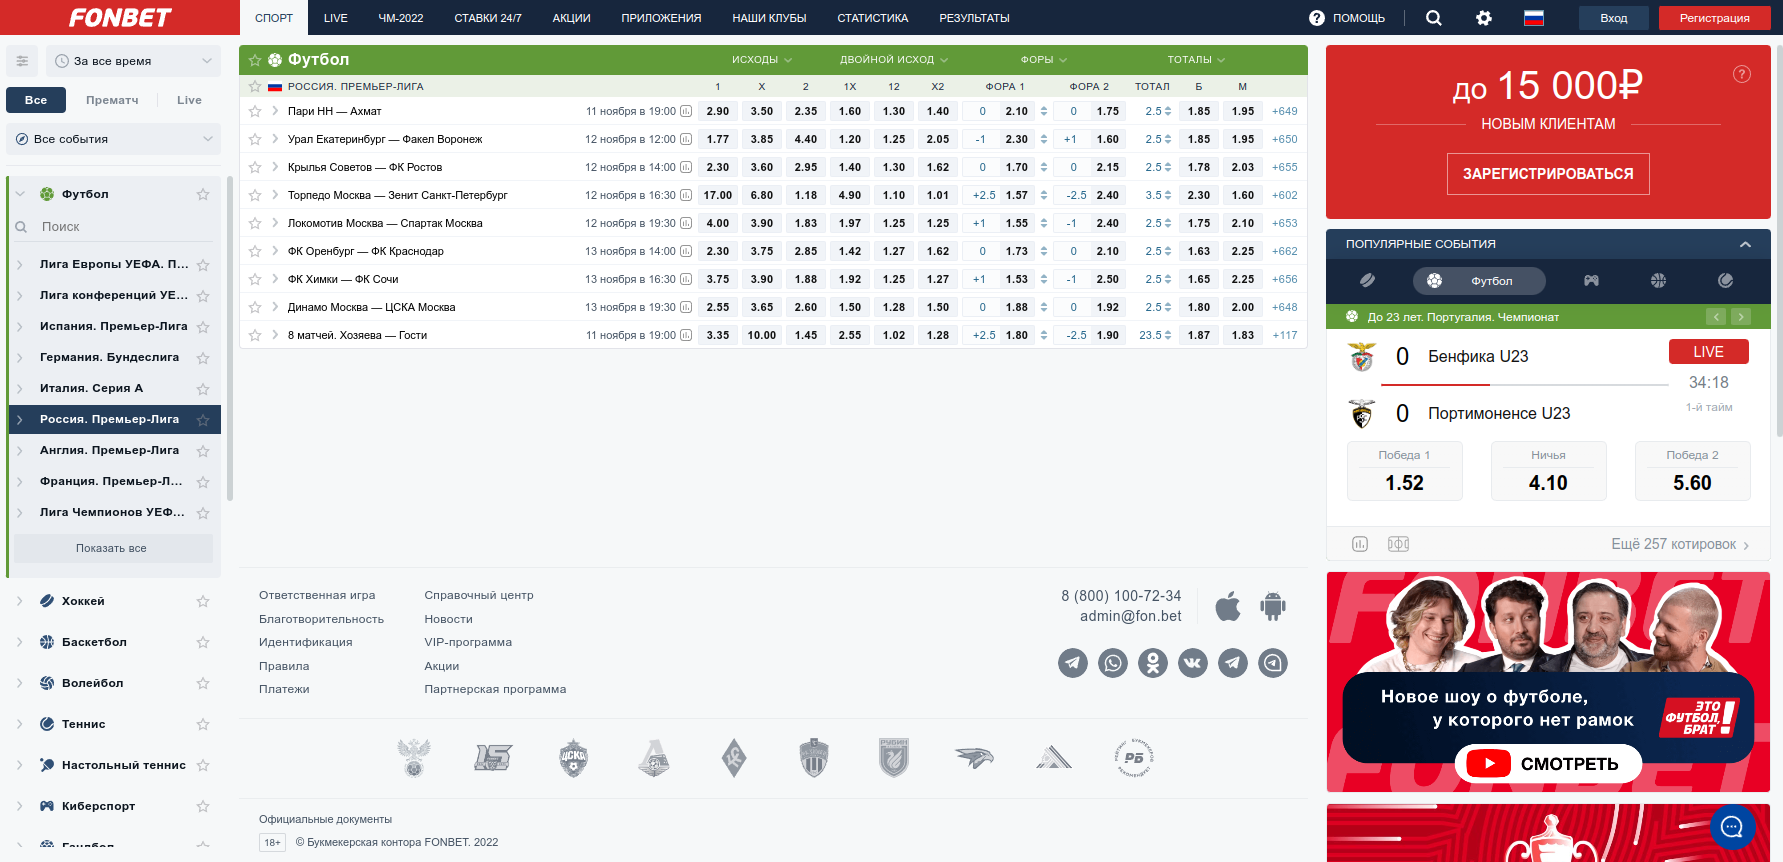 FONBET
СПОРТ LIVE ЧМ-2022 СТАВКИ 24/7 АКЦИИ ПРИЛОЖЕНИЯ НАШИ КЛУБЫ СТАТИСТИКА РЕЗУЛЬТАТЫ ПОМОЩЬ Вход Регистрация
За все время
Все Прематч Live
Все события
Футбол
Поиск
Лига Европы УЕФА. П...
Лига конференций УЕ...
Испания. Премьер-Лига
Германия. Бундеслига
Италия. Серия А
Россия. Премьер-Лига
Англия. Премьер-Лига
Франция. Премьер-Л...
Лига Чемпионов УЕФ...
Показать все
Хоккей
Баскетбол
Волейбол
Теннис
Настольный теннис
Киберспорт
Гандбол
Футбол ИСХОДЫ ДВОЙНОЙ ИСХОД ФОРЫ ТОТАЛЫ
РОССИЯ. ПРЕМЬЕР-ЛИГА 1 X 2 1X 12 X2 ФОРА 1 ФОРА 2 ТОТАЛ Б М
Пари НН — Ахмат 11 ноября в 19:00 2.90 3.50 2.35 1.60 1.30 1.40 0 2.10 0 1.75 2.5 1.85 1.95 +649
Урал Екатеринбург — Факел Воронеж 12 ноября в 12:00 1.77 3.85 4.40 1.20 1.25 2.05 -1 2.30 +1 1.60 2.5 1.85 1.95 +650
Крылья Советов — ФК Ростов 12 ноября в 14:00 2.30 3.60 2.95 1.40 1.30 1.62 0 1.70 0 2.15 2.5 1.78 2.03 +655
Торпедо Москва — Зенит Санкт-Петербург 12 ноября в 16:30 17.00 6.80 1.18 4.90 1.10 1.01 +2.5 1.57 -2.5 2.40 3.5 2.30 1.60 +602
Локомотив Москва — Спартак Москва 12 ноября в 19:30 4.00 3.90 1.83 1.97 1.25 1.25 +1 1.55 -1 2.40 2.5 1.75 2.10 +653
ФК Оренбург — ФК Краснодар 13 ноября в 14:00 2.30 3.75 2.85 1.42 1.27 1.62 0 1.73 0 2.10 2.5 1.63 2.25 +662
ФК Химки — ФК Сочи 13 ноября в 16:30 3.75 3.90 1.88 1.92 1.25 1.27 +1 1.53 -1 2.50 2.5 1.65 2.25 +656
Динамо Москва — ЦСКА Москва 13 ноября в 19:30 2.55 3.65 2.60 1.50 1.28 1.50 0 1.88 0 1.92 2.5 1.80 2.00 +648
8 матчей. Хозяева — Гости 11 ноября в 19:00 3.35 10.00 1.45 2.55 1.02 1.28 +2.5 1.80 -2.5 1.90 23.5 1.87 1.83 +117
Ответственная игра Справочный центр
Благотворительность Новости
Идентификация VIP-программа
Правила Акции
Платежи Партнерская программа
8 (800) 100-72-34
admin@fon.bet
15 ЦСКА РУБИН РБ
Официальные документы
18+ © Букмекерская контора FONBET. 2022
до 15 000₽
НОВЫМ КЛИЕНТАМ
ЗАРЕГИСТРИРОВАТЬСЯ
ПОПУЛЯРНЫЕ СОБЫТИЯ
Футбол
До 23 лет. Португалия. Чемпионат
0 Бенфика U23 LIVE
34:18
1-й тайм
0 Портимоненсе U23
Победа 1 Ничья Победа 2
1.52 4.10 5.60
Ещё 257 котировок
FONBET
Новое шоу о футболе,
у которого нет рамок
ЭТО
ФУТБОЛ,
БРАТ!
СМОТРЕТЬ
FONBET